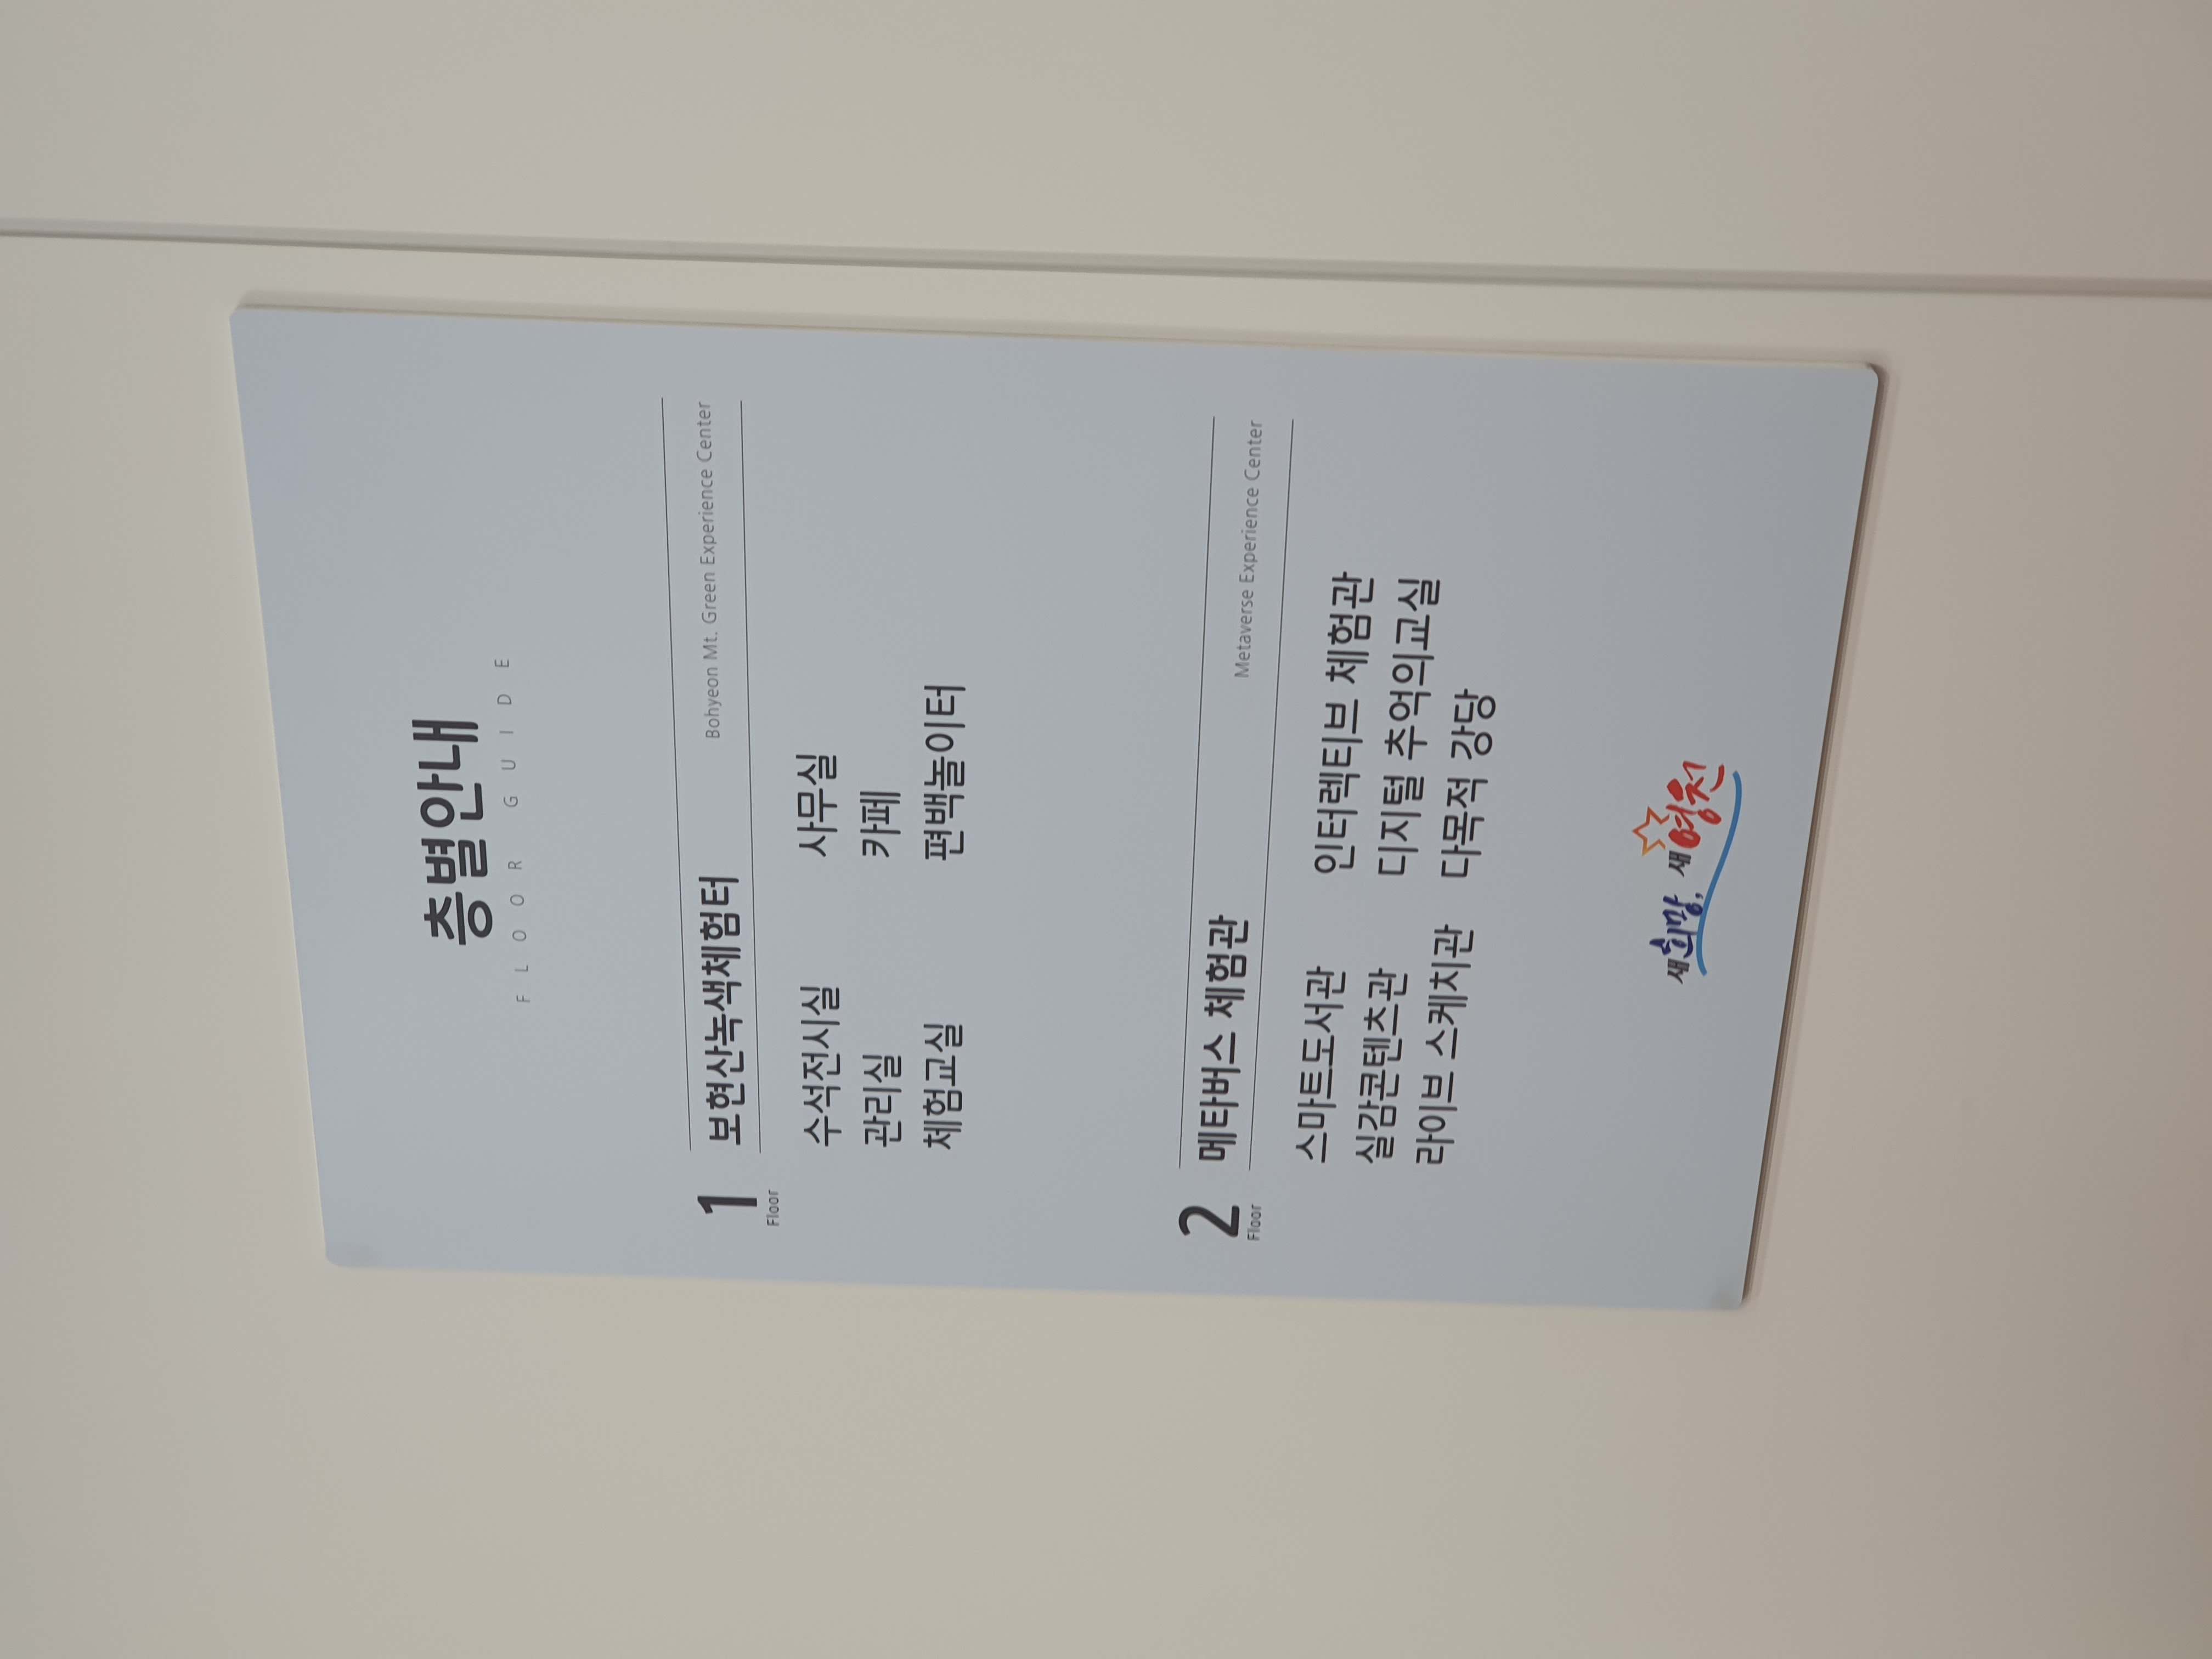 층별안내
FLOOR GUIDE
1 보현산녹색체험터 Bohyeon Mt. Green Experience Center
Floor
수석전시실 사무실
관리실 카페
체험교실 편백놀이터
2 메타버스 체험관 Metaverse Experience Center
Floor
스마트도서관 인터렉티브 체험관
실감콘텐츠관 디지털 추억의교실
라이브 스케치관 다목적 강당
새희망, 새영천